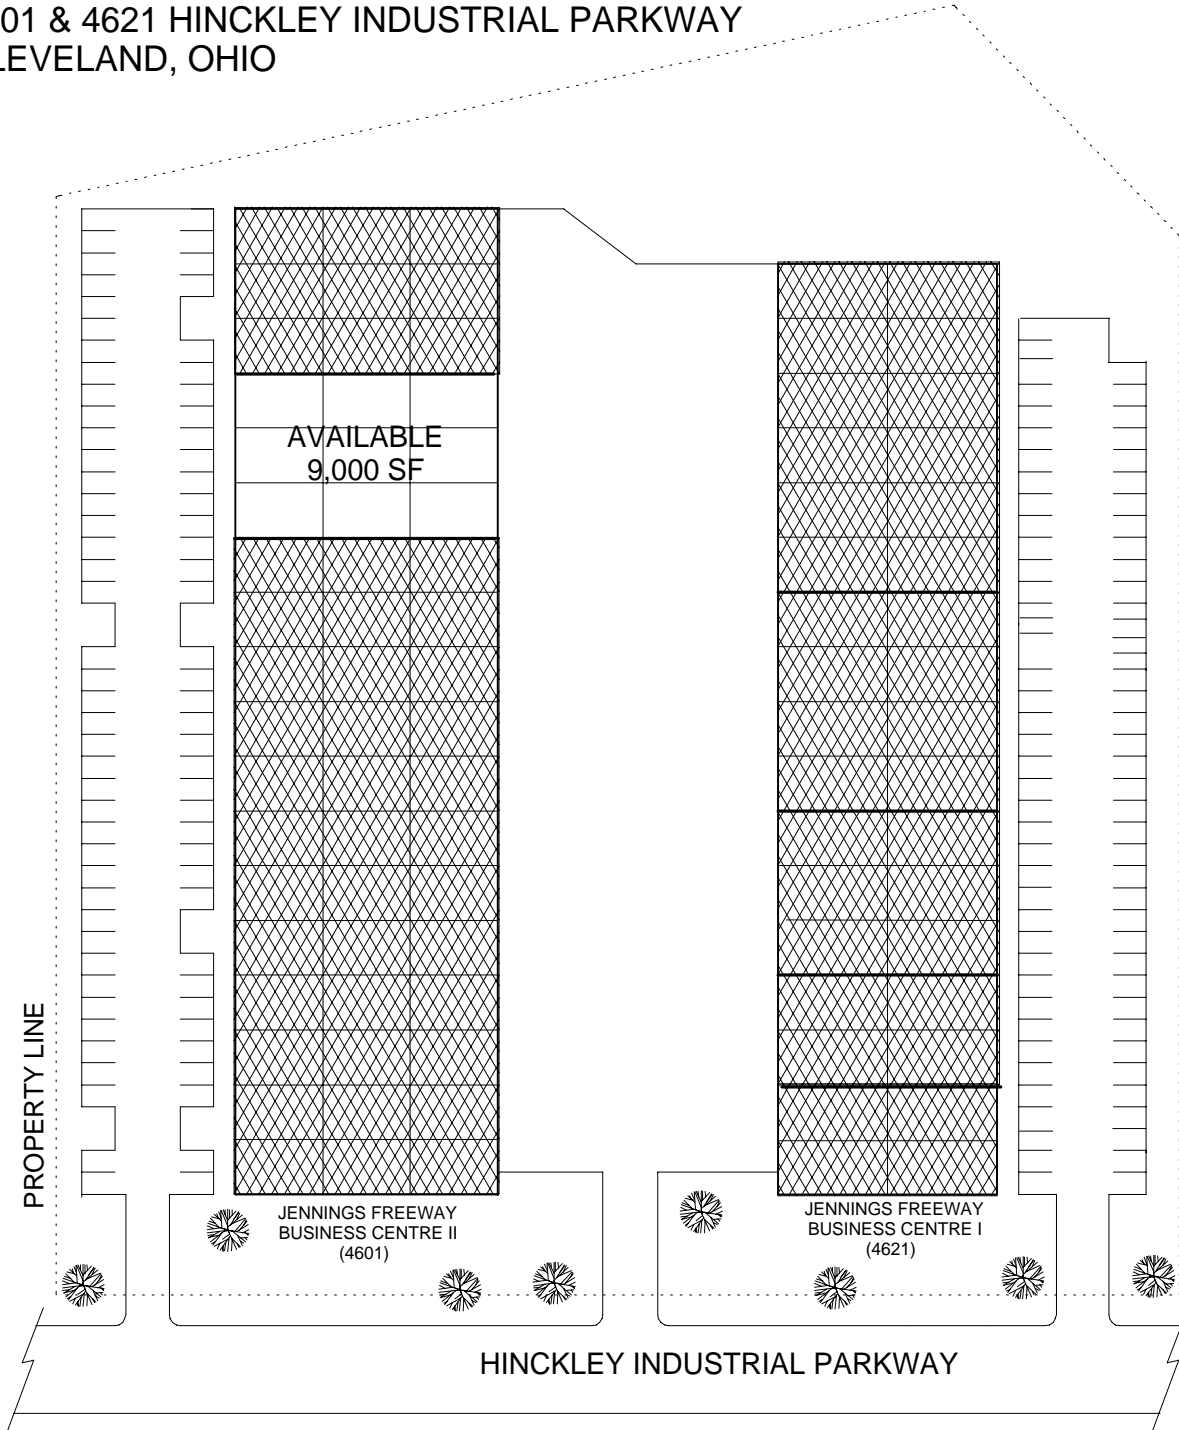 01 & 4621 HINCKLEY INDUSTRIAL PARKWAY
LEVELAND, OHIO
AVAILABLE
9,000 SF
PROPERTY LINE
JENNINGS FREEWAY
BUSINESS CENTRE II
(4601)
JENNINGS FREEWAY
BUSINESS CENTRE I
(4621)
HINCKLEY INDUSTRIAL PARKWAY